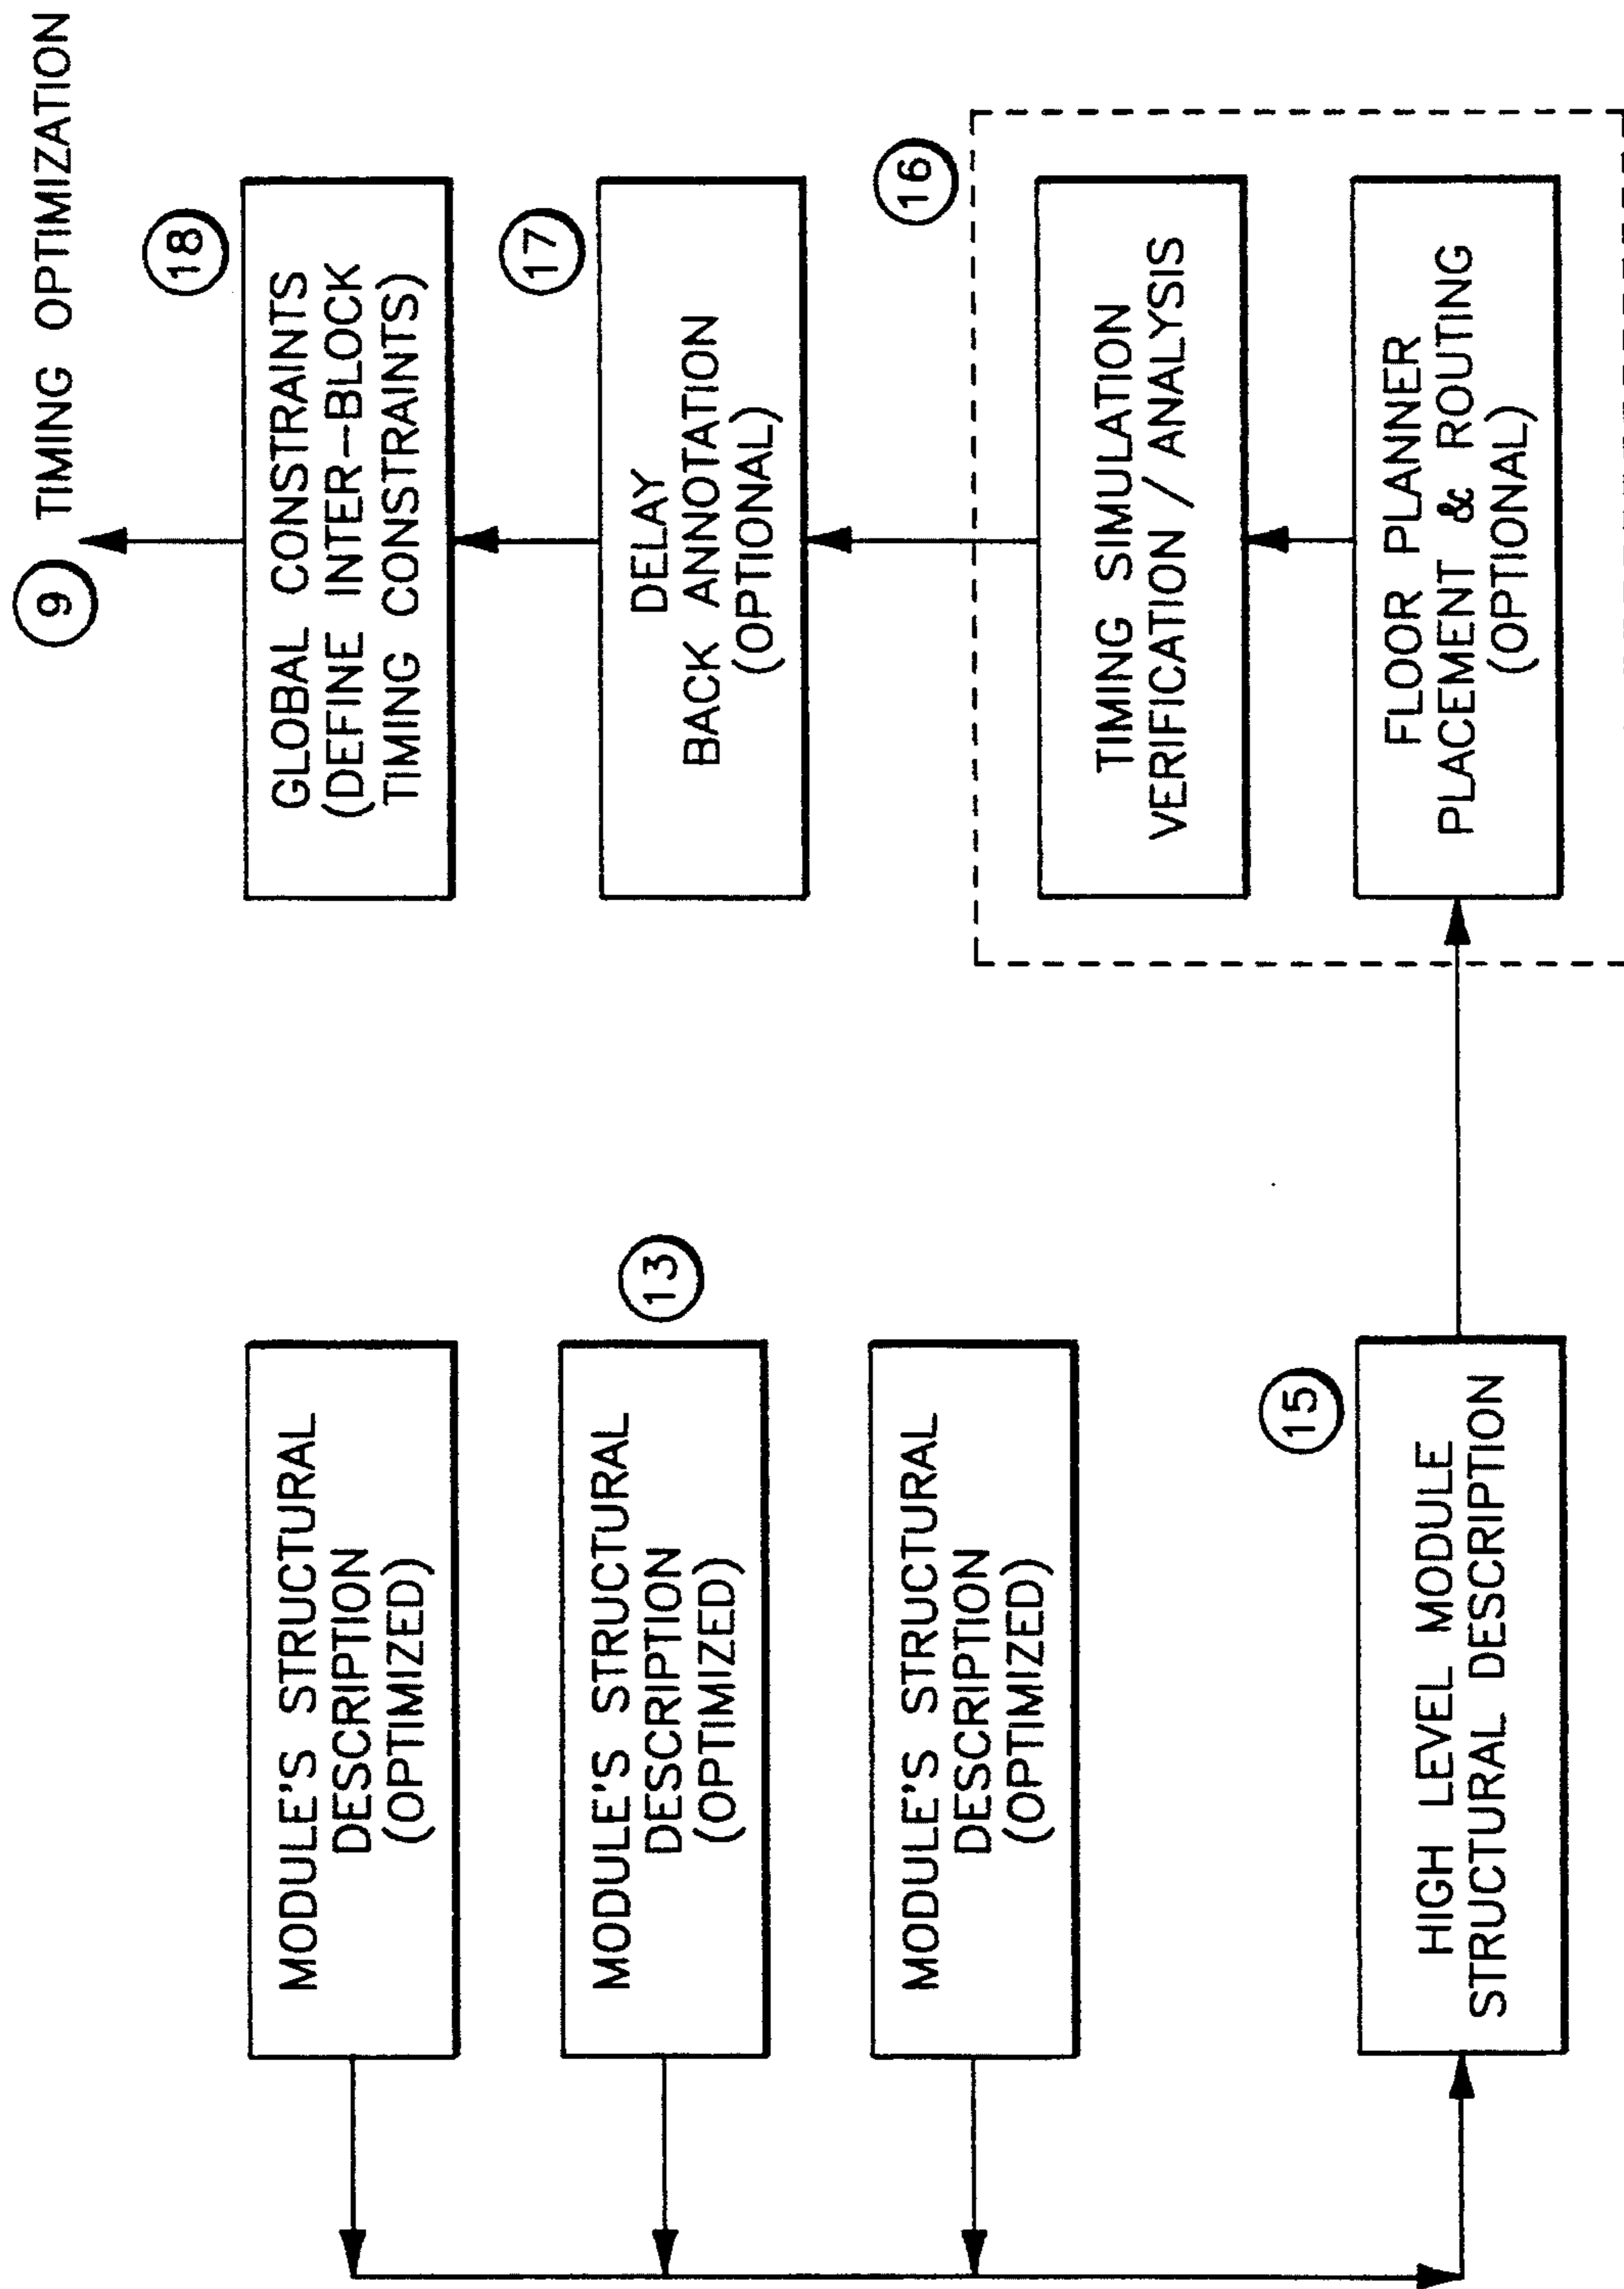 MODULE'S STRUCTURAL
DESCRIPTION
(OPTIMIZED)
MODULE'S STRUCTURAL
DESCRIPTION
(OPTIMIZED)
13
MODULE'S STRUCTURAL
DESCRIPTION
(OPTIMIZED)
15
HIGH LEVEL MODULE
STRUCTURAL DESCRIPTION
9 TIMING OPTIMIZATION
18
GLOBAL CONSTRAINTS
(DEFINE INTER-BLOCK
TIMING CONSTRAINTS)
17
DELAY
BACK ANNOTATION
(OPTIONAL)
16
TIMING SIMULATION
VERIFICATION / ANALYSIS
FLOOR PLANNER
PLACEMENT & ROUTING
(OPTIONAL)